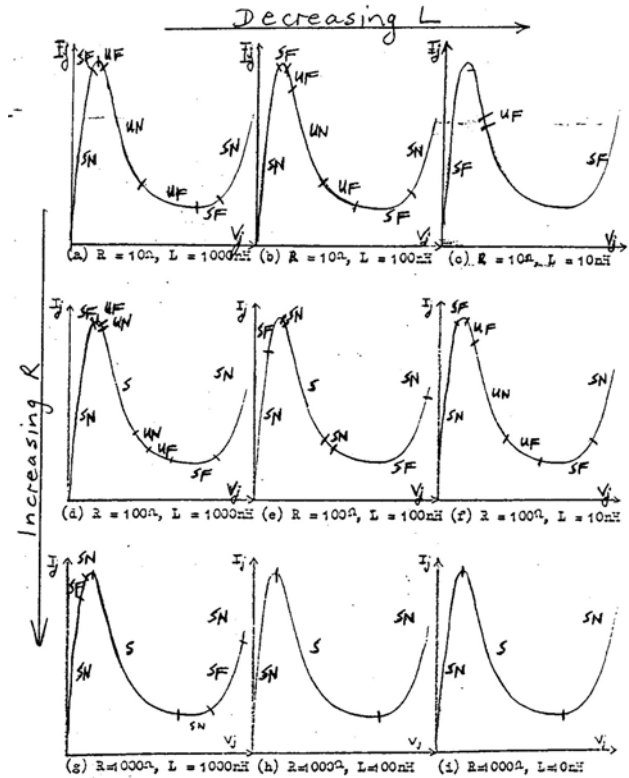 Decreasing L
Increasing R
Ij SF UF UN SN UF SF SN Vj
(a) R = 10Ω, L = 1000nH
Ij SF UF UN SN UF SF SN Vj
(b) R = 10Ω, L = 100nH
Ij UF SF SF Vj
(c) R = 10Ω, L = 10nH
Ij SF UF UN S SN UN UF SF SN Vj
(d) R = 100Ω, L = 1000nH
Ij SF SN S SN SF SN Vj
(e) R = 100Ω, L = 100nH
Ij SF UF UN SN UF SF SN Vj
(f) R = 100Ω, L = 10nH
Ij SN SF S SN SN SF SN Vj
(g) R=1000Ω, L = 1000nH
Ij SN S SN Vj
(h) R=1000Ω, L=100nH
Ij SN S SN Vj
(i) R=1000Ω, L=10nH